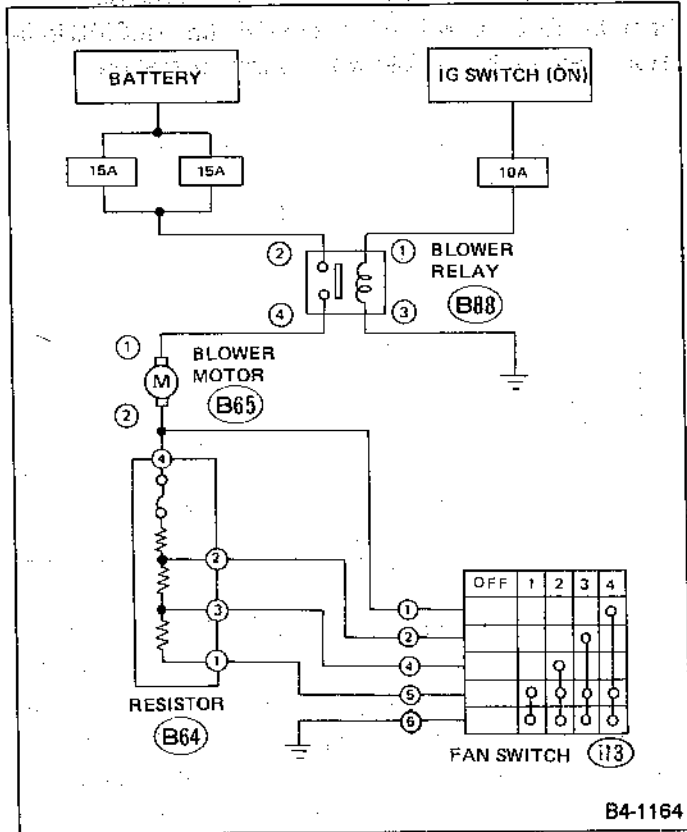 BATTERY
IG SWITCH (ON)
15A 15A
10A
2
1 BLOWER
RELAY
B88
4
3
1
BLOWER
MOTOR
B65
M
2
4
2
3
1
RESISTOR
B64
OFF 1 2 3 4
1
2
4
5
6
FAN SWITCH i13
B4-1164